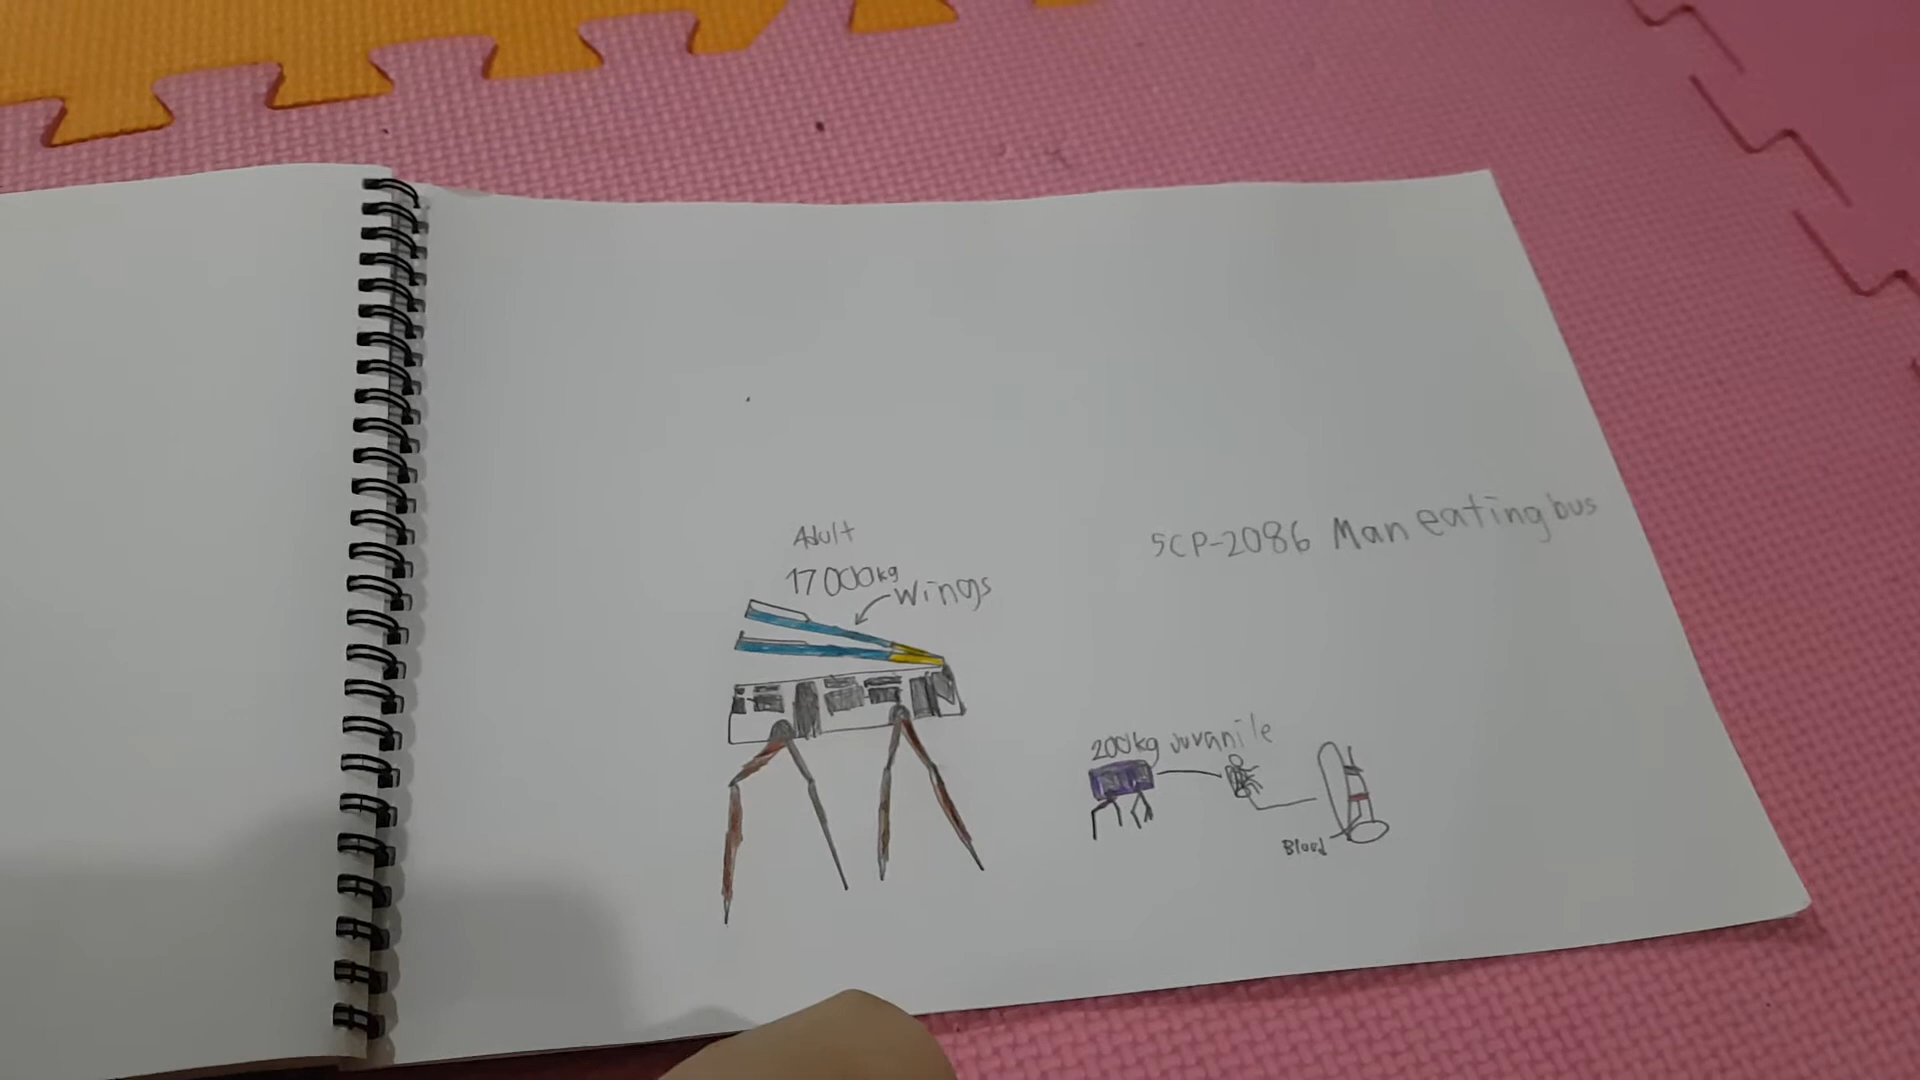 Adult
17000kg
Wings
SCP-2086 Man eating bus
200kg Juvanile
Blood